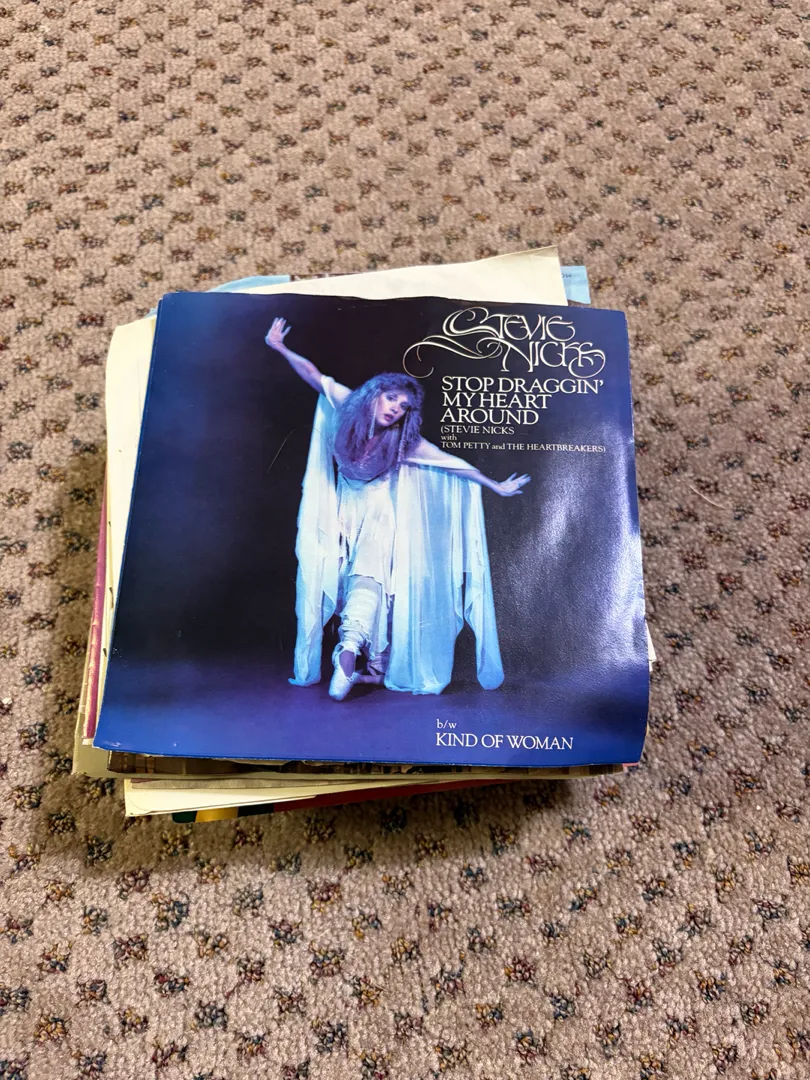 STEVIE
NICKS
STOP DRAGGIN'
MY HEART
AROUND
(STEVIE NICKS
with
TOM PETTY and THE HEARTBREAKERS)
b/w
KIND OF WOMAN